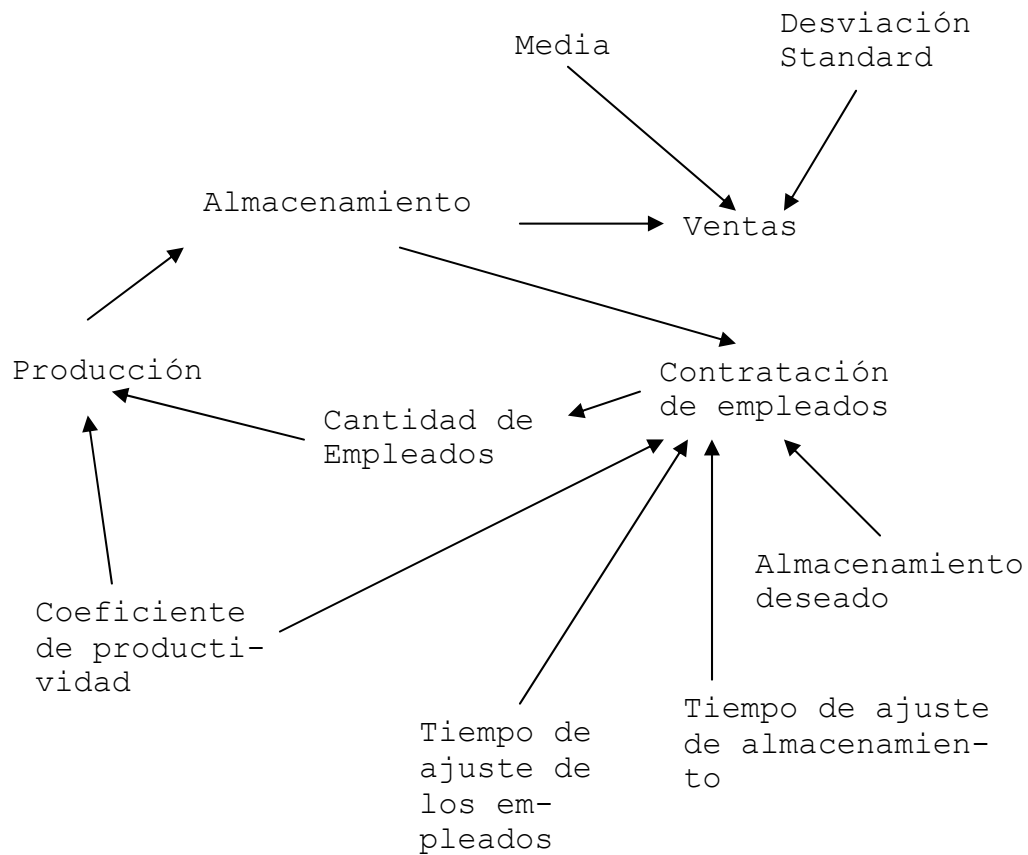 Desviación
Standard
Media
Almacenamiento
Ventas
Producción
Contratación
de empleados
Cantidad de
Empleados
Almacenamiento
deseado
Coeficiente
de producti-
vidad
Tiempo de ajuste
de almacenamien-
to
Tiempo de
ajuste de
los em-
pleados